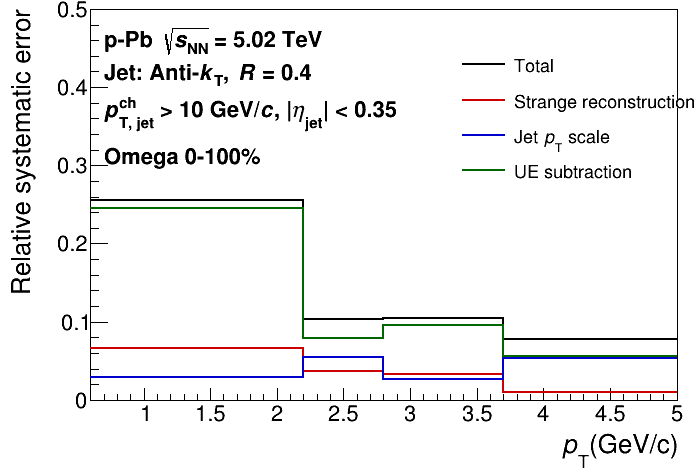 Relative systematic error
0.5
0.4
0.3
0.2
0.1
0
p-Pb √sNN = 5.02 TeV
Jet: Anti-kT, R = 0.4
p ch T, jet > 10 GeV/c, |ηjet| < 0.35
Omega 0-100%
Total
Strange reconstruction
Jet pT scale
UE subtraction
1 1.5 2 2.5 3 3.5 4 4.5 5
pT(GeV/c)